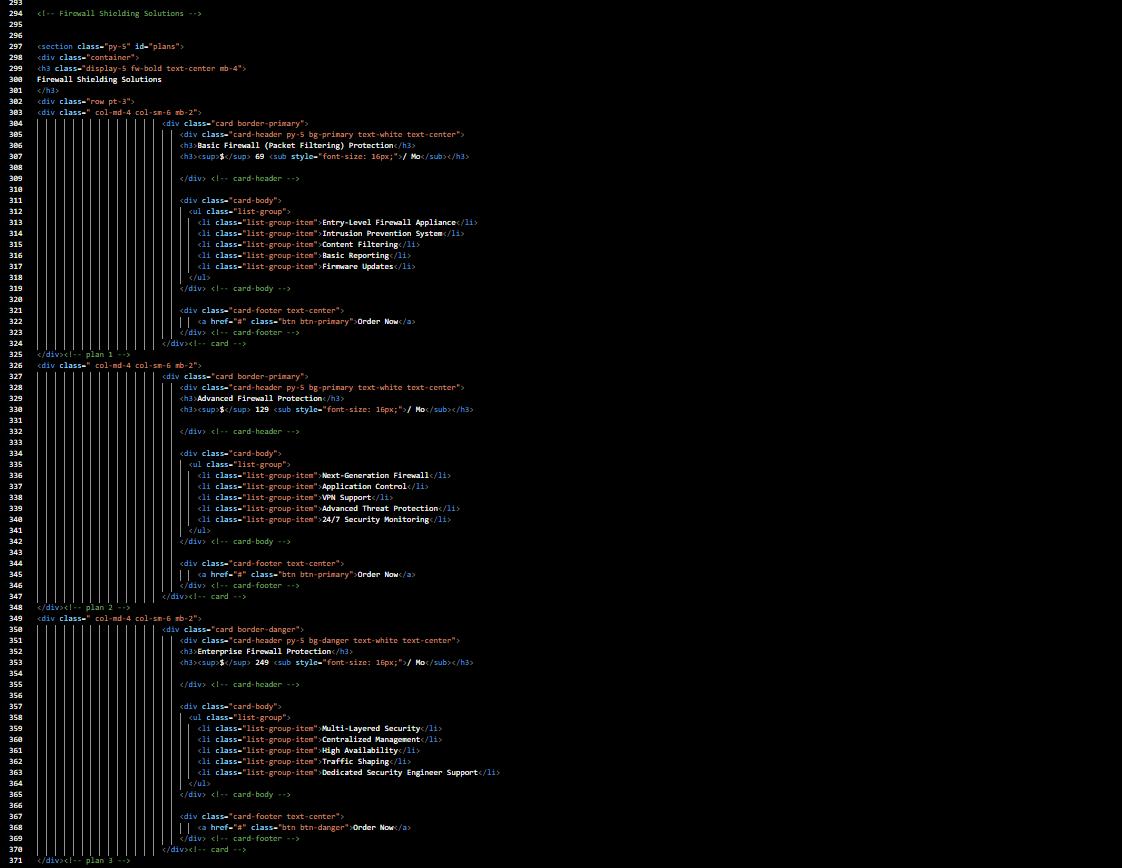 293
294 <!-- Firewall Shielding Solutions -->
295
296
297 <section class="py-5" id="plans">
298 <div class="container">
299 <h3 class="display-5 fw-bold text-center mb-4">
300 Firewall Shielding Solutions
301 </h3>
302 <div class="row pt-3">
303 <div class=" col-md-4 col-sm-6 mb-2">
304 <div class="card border-primary">
305 <div class="card-header py-5 bg-primary text-white text-center">
306 <h3>Basic Firewall (Packet Filtering) Protection</h3>
307 <h3><sup>$</sup> 69 <sub style="font-size: 16px;">/ Mo</sub></h3>
308
309 </div> <!-- card-header -->
310
311 <div class="card-body">
312 <ul class="list-group">
313 <li class="list-group-item">Entry-Level Firewall Appliance</li>
314 <li class="list-group-item">Intrusion Prevention System</li>
315 <li class="list-group-item">Content Filtering</li>
316 <li class="list-group-item">Basic Reporting</li>
317 <li class="list-group-item">Firmware Updates</li>
318 </ul>
319 </div> <!-- card-body -->
320
321 <div class="card-footer text-center">
322 <a href="#" class="btn btn-primary">Order Now</a>
323 </div> <!-- card-footer -->
324 </div><!-- card -->
325 </div><!-- plan 1 -->
326 <div class=" col-md-4 col-sm-6 mb-2">
327 <div class="card border-primary">
328 <div class="card-header py-5 bg-primary text-white text-center">
329 <h3>Advanced Firewall Protection</h3>
330 <h3><sup>$</sup> 129 <sub style="font-size: 16px;">/ Mo</sub></h3>
331
332 </div> <!-- card-header -->
333
334 <div class="card-body">
335 <ul class="list-group">
336 <li class="list-group-item">Next-Generation Firewall</li>
337 <li class="list-group-item">Application Control</li>
338 <li class="list-group-item">VPN Support</li>
339 <li class="list-group-item">Advanced Threat Protection</li>
340 <li class="list-group-item">24/7 Security Monitoring</li>
341 </ul>
342 </div> <!-- card-body -->
343
344 <div class="card-footer text-center">
345 <a href="#" class="btn btn-primary">Order Now</a>
346 </div> <!-- card-footer -->
347 </div><!-- card -->
348 </div><!-- plan 2 -->
349 <div class=" col-md-4 col-sm-6 mb-2">
350 <div class="card border-danger">
351 <div class="card-header py-5 bg-danger text-white text-center">
352 <h3>Enterprise Firewall Protection</h3>
353 <h3><sup>$</sup> 249 <sub style="font-size: 16px;">/ Mo</sub></h3>
354
355 </div> <!-- card-header -->
356
357 <div class="card-body">
358 <ul class="list-group">
359 <li class="list-group-item">Multi-Layered Security</li>
360 <li class="list-group-item">Centralized Management</li>
361 <li class="list-group-item">High Availability</li>
362 <li class="list-group-item">Traffic Shaping</li>
363 <li class="list-group-item">Dedicated Security Engineer Support</li>
364 </ul>
365 </div> <!-- card-body -->
366
367 <div class="card-footer text-center">
368 <a href="#" class="btn btn-danger">Order Now</a>
369 </div> <!-- card-footer -->
370 </div><!-- card -->
371 </div><!-- plan 3 -->